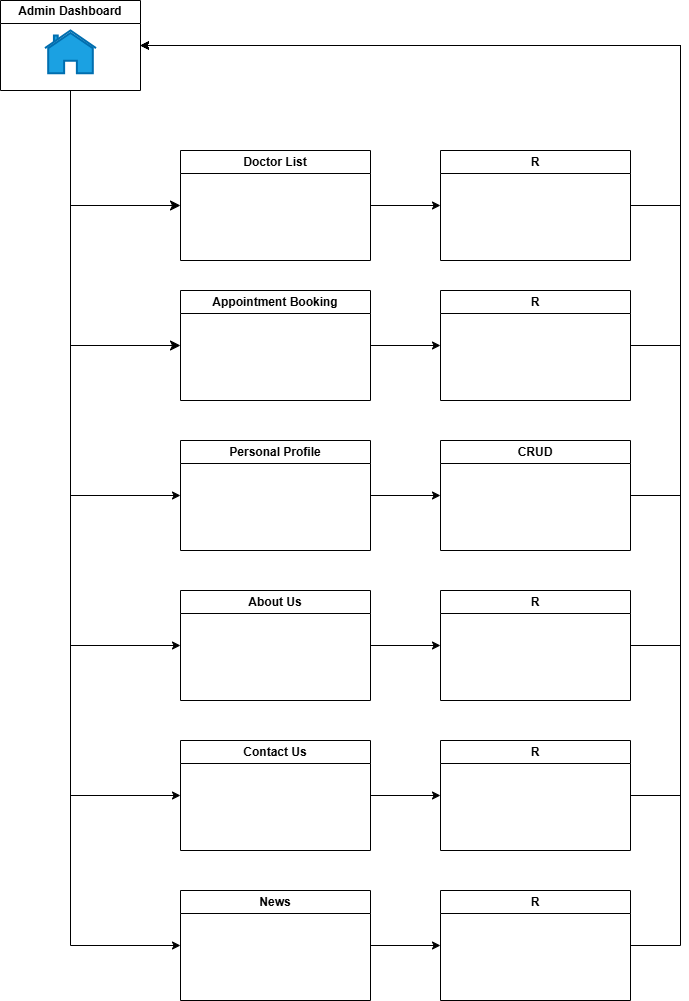 Admin Dashboard
Doctor List
R
Appointment Booking
R
Personal Profile
CRUD
About Us
R
Contact Us
R
News
R